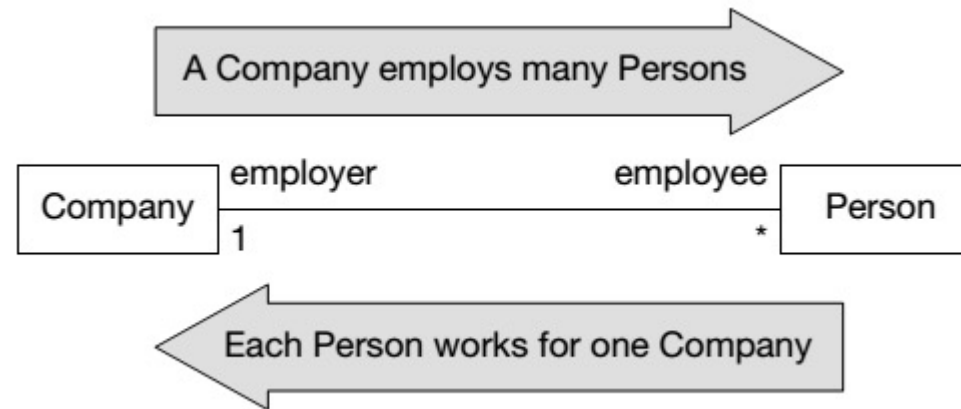 A Company employs many Persons
employer employee
Company Person
1 *
Each Person works for one Company